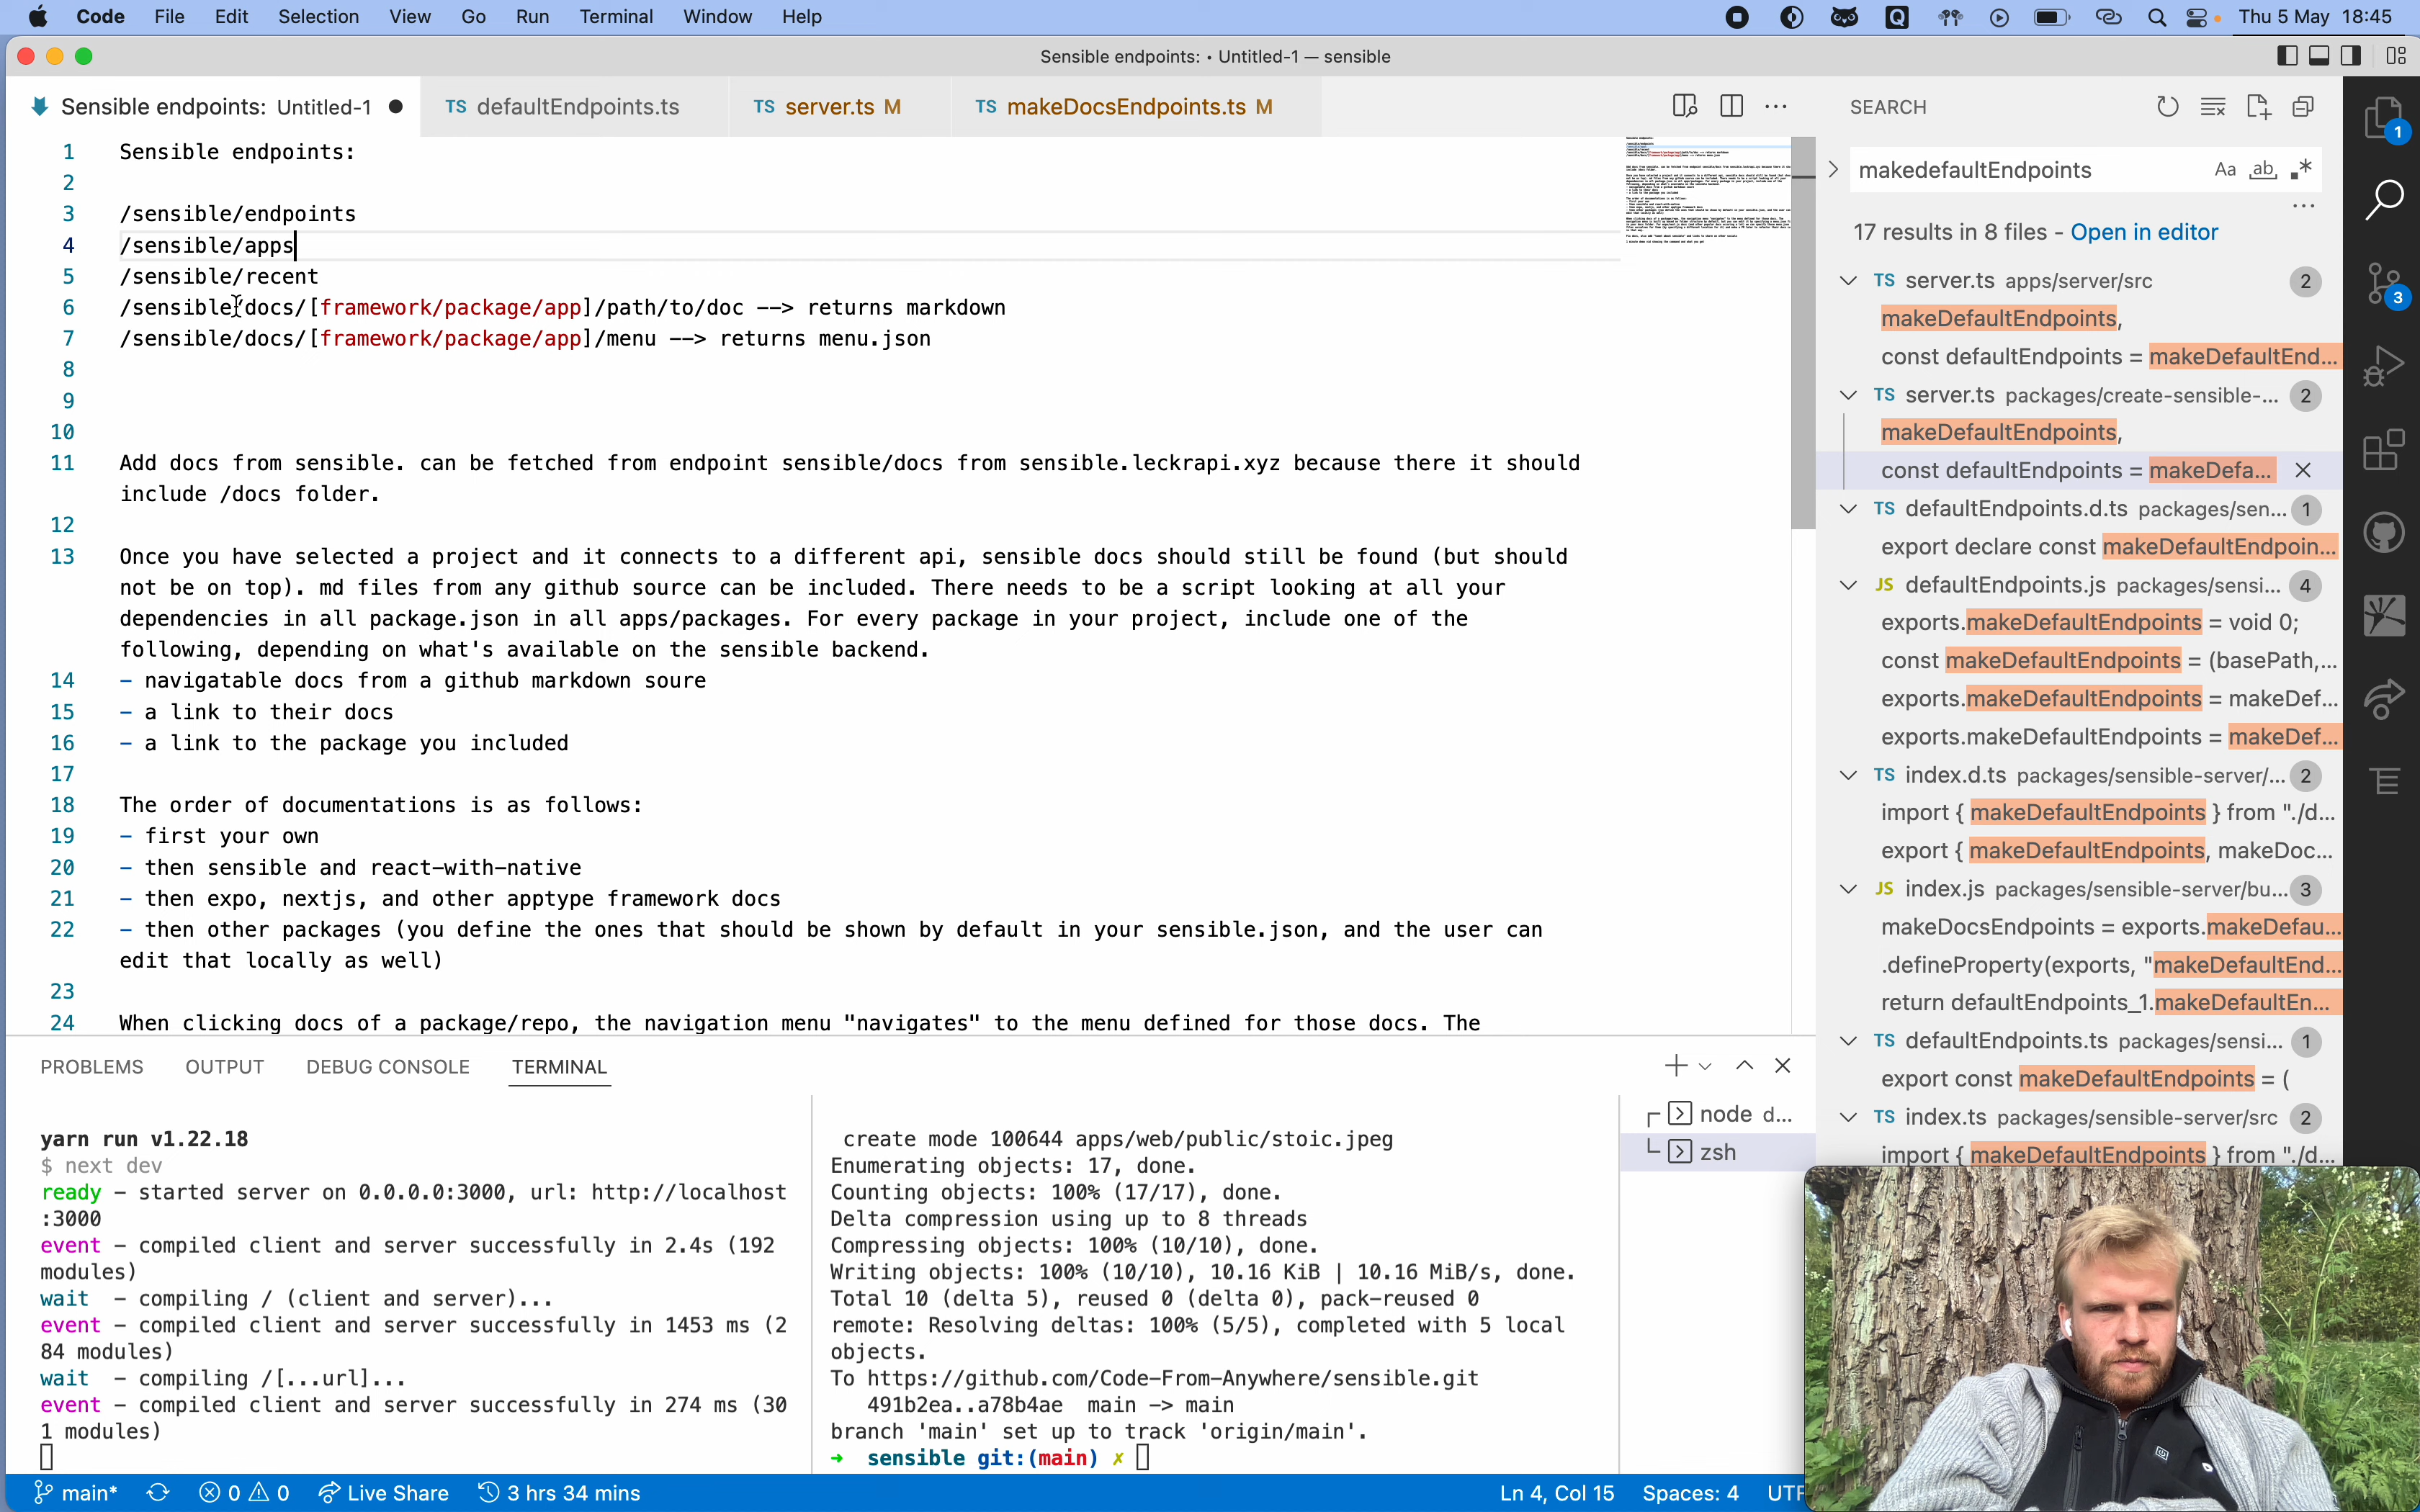 Code File Edit Selection View Go Run Terminal Window Help Thu 5 May 18:45
Sensible endpoints: • Untitled-1 — sensible
Sensible endpoints: Untitled-1 TS defaultEndpoints.ts TS server.ts M TS makeDocsEndpoints.ts M
1 Sensible endpoints:
2
3 /sensible/endpoints
4 /sensible/apps
5 /sensible/recent
6 /sensible/docs/[framework/package/app]/path/to/doc --> returns markdown
7 /sensible/docs/[framework/package/app]/menu --> returns menu.json
8
9
10
11 Add docs from sensible. can be fetched from endpoint sensible/docs from sensible.leckrapi.xyz because there it should
include /docs folder.
12
13 Once you have selected a project and it connects to a different api, sensible docs should still be found (but should
not be on top). md files from any github source can be included. There needs to be a script looking at all your
dependencies in all package.json in all apps/packages. For every package in your project, include one of the
following, depending on what's available on the sensible backend.
14 - navigatable docs from a github markdown soure
15 - a link to their docs
16 - a link to the package you included
17
18 The order of documentations is as follows:
19 - first your own
20 - then sensible and react-with-native
21 - then expo, nextjs, and other apptype framework docs
22 - then other packages (you define the ones that should be shown by default in your sensible.json, and the user can
edit that locally as well)
23
24 When clicking docs of a package/repo, the navigation menu "navigates" to the menu defined for those docs. The
SEARCH
makedefaultEndpoints Aa ab .*
17 results in 8 files - Open in editor
TS server.ts apps/server/src 2
makeDefaultEndpoints,
const defaultEndpoints = makeDefaultEnd...
TS server.ts packages/create-sensible-... 2
makeDefaultEndpoints,
const defaultEndpoints = makeDefa...
TS defaultEndpoints.d.ts packages/sen... 1
export declare const makeDefaultEndpoin...
JS defaultEndpoints.js packages/sensi... 4
exports.makeDefaultEndpoints = void 0;
const makeDefaultEndpoints = (basePath,...
exports.makeDefaultEndpoints = makeDef...
exports.makeDefaultEndpoints = makeDef...
TS index.d.ts packages/sensible-server/... 2
import { makeDefaultEndpoints } from "./d...
export { makeDefaultEndpoints, makeDoc...
JS index.js packages/sensible-server/bu... 3
makeDocsEndpoints = exports.makeDefau...
.defineProperty(exports, "makeDefaultEnd...
return defaultEndpoints_1.makeDefaultEn...
TS defaultEndpoints.ts packages/sensi... 1
export const makeDefaultEndpoints = (
TS index.ts packages/sensible-server/src 2
import { makeDefaultEndpoints } from "./d...
1
3
PROBLEMS OUTPUT DEBUG CONSOLE TERMINAL
yarn run v1.22.18
$ next dev
ready - started server on 0.0.0.0:3000, url: http://localhost
:3000
event - compiled client and server successfully in 2.4s (192
modules)
wait - compiling / (client and server)...
event - compiled client and server successfully in 1453 ms (2
84 modules)
wait - compiling /[...url]...
event - compiled client and server successfully in 274 ms (30
1 modules)
create mode 100644 apps/web/public/stoic.jpeg
Enumerating objects: 17, done.
Counting objects: 100% (17/17), done.
Delta compression using up to 8 threads
Compressing objects: 100% (10/10), done.
Writing objects: 100% (10/10), 10.16 KiB | 10.16 MiB/s, done.
Total 10 (delta 5), reused 0 (delta 0), pack-reused 0
remote: Resolving deltas: 100% (5/5), completed with 5 local
objects.
To https://github.com/Code-From-Anywhere/sensible.git
491b2ea..a78b4ae main -> main
branch 'main' set up to track 'origin/main'.
➜ sensible git:(main) ✗
node d...
zsh
main* 0 0 Live Share 3 hrs 34 mins Ln 4, Col 15 Spaces: 4 UTF